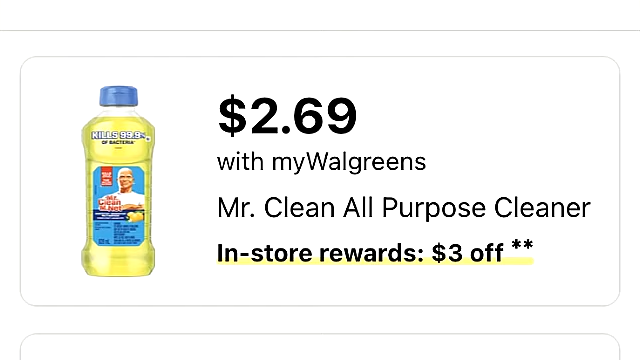 $2.69
with myWalgreens
Mr. Clean All Purpose Cleaner
In-store rewards: $3 off **
KILLS 99.9%
OF BACTERIA
Mr.
Clean
M.Net